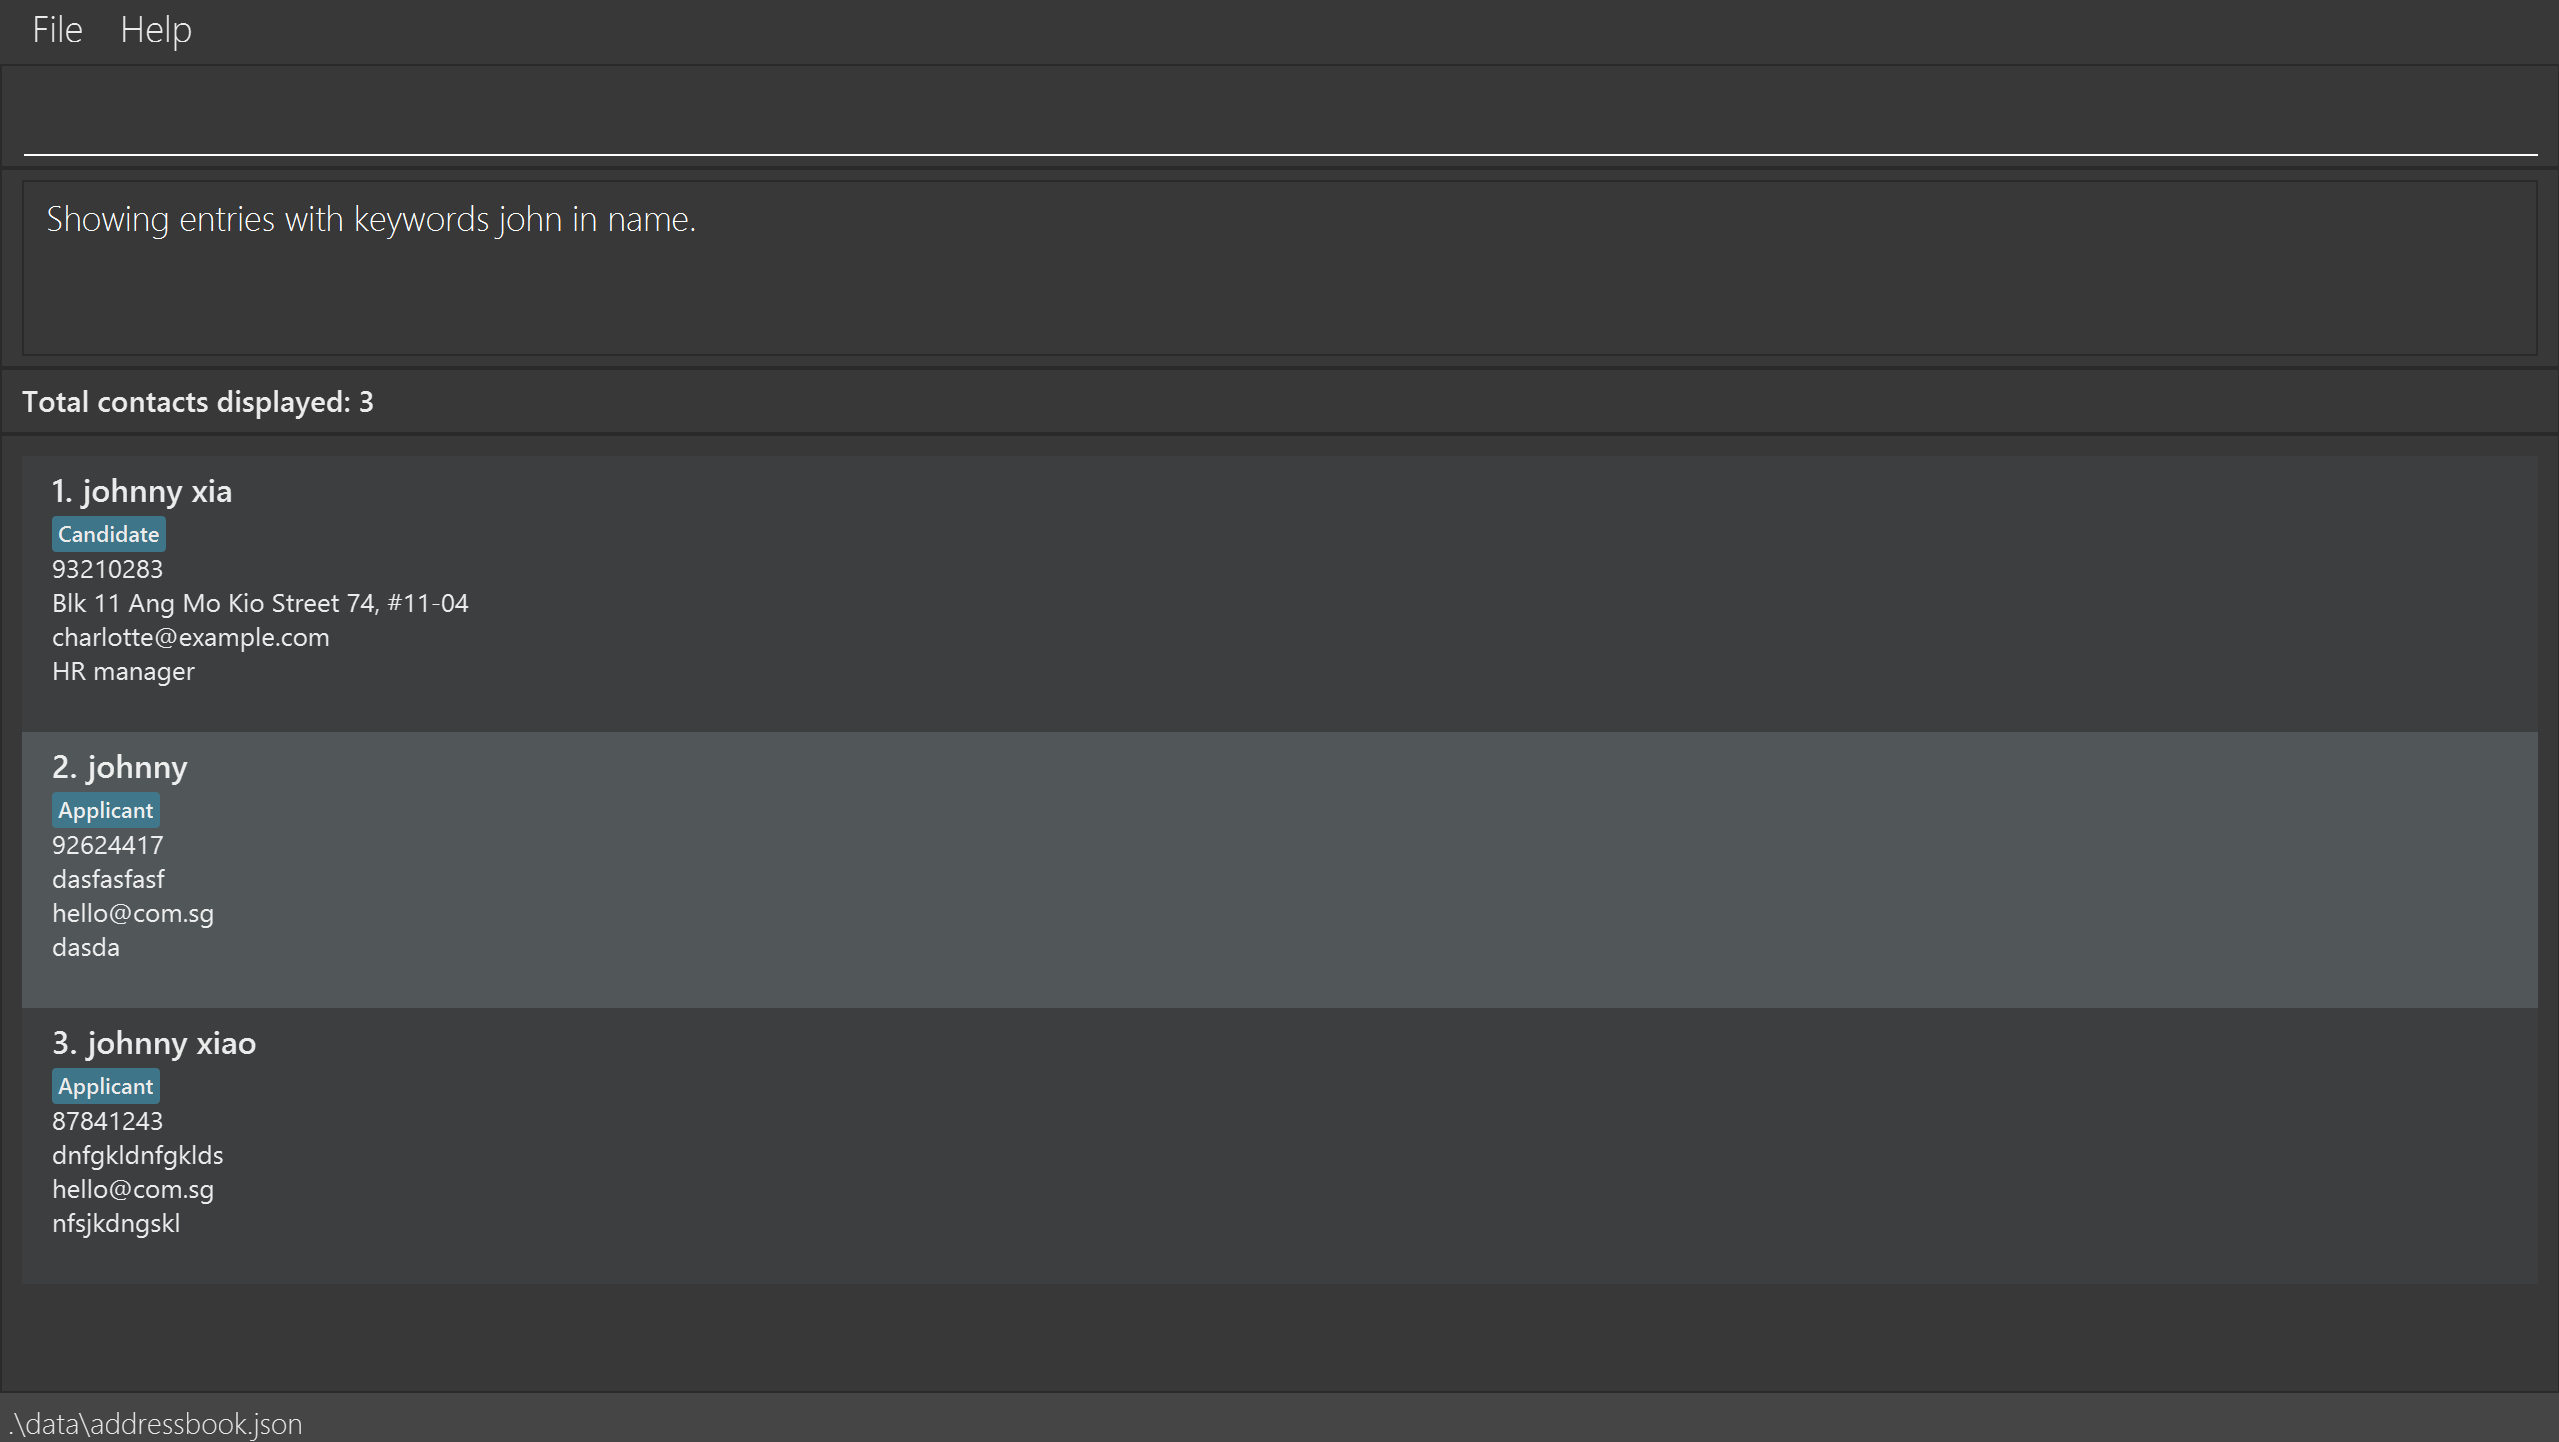 File Help
Showing entries with keywords john in name.
Total contacts displayed: 3
1. johnny xia
Candidate
93210283
Blk 11 Ang Mo Kio Street 74, #11-04
charlotte@example.com
HR manager
2. johnny
Applicant
92624417
dasfasfasf
hello@com.sg
dasda
3. johnny xiao
Applicant
87841243
dnfgkldnfgklds
hello@com.sg
nfsjkdngskl
.\data\addressbook.json